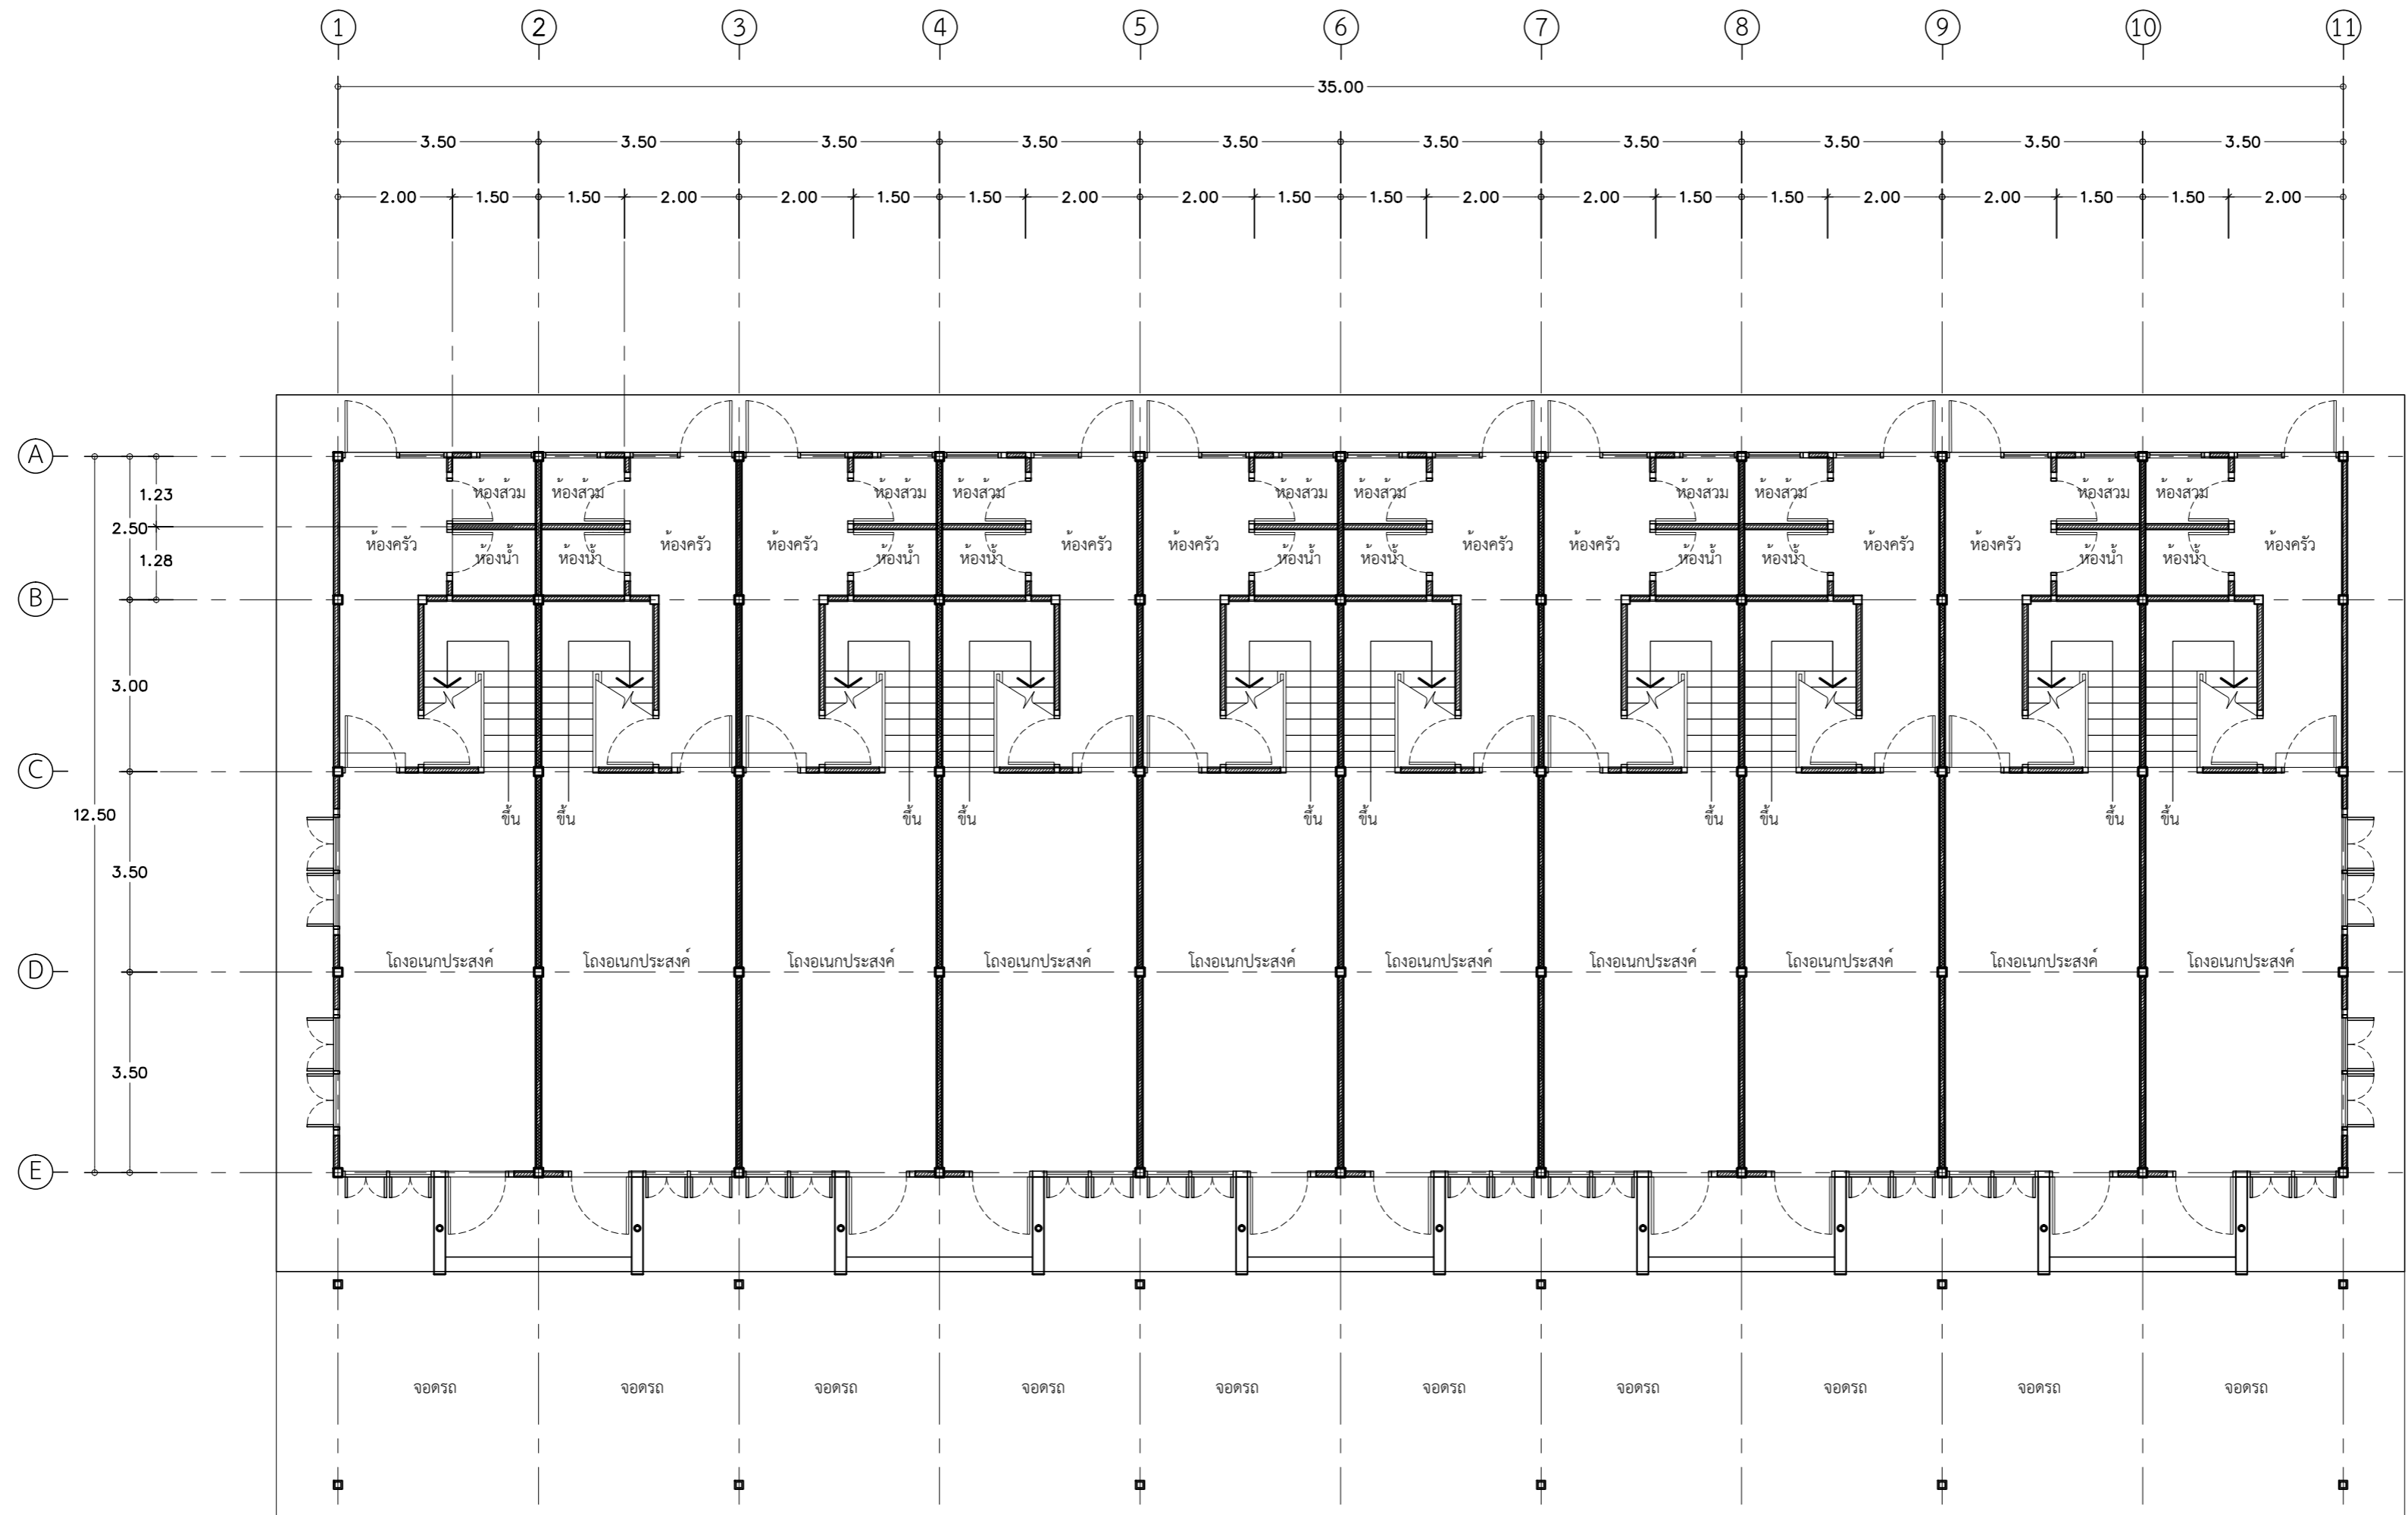 1 2 3 4 5 6 7 8 9 10 11
35.00
3.50 3.50 3.50 3.50 3.50 3.50 3.50 3.50 3.50 3.50
2.00 1.50 1.50 2.00 2.00 1.50 1.50 2.00 2.00 1.50 1.50 2.00 2.00 1.50 1.50 2.00 2.00 1.50 1.50 2.00
A
1.23
ห้องส้วม ห้องส้วม ห้องส้วม ห้องส้วม ห้องส้วม ห้องส้วม ห้องส้วม ห้องส้วม ห้องส้วม ห้องส้วม
2.50
ห้องครัว ห้องครัว ห้องครัว ห้องครัว ห้องครัว ห้องครัว ห้องครัว ห้องครัว ห้องครัว ห้องครัว
1.28
ห้องน้ำ ห้องน้ำ ห้องน้ำ ห้องน้ำ ห้องน้ำ ห้องน้ำ ห้องน้ำ ห้องน้ำ ห้องน้ำ ห้องน้ำ
B
3.00
C
12.50
ขึ้น ขึ้น ขึ้น ขึ้น ขึ้น ขึ้น ขึ้น ขึ้น ขึ้น ขึ้น
3.50
โถงอเนกประสงค์ โถงอเนกประสงค์ โถงอเนกประสงค์ โถงอเนกประสงค์ โถงอเนกประสงค์ โถงอเนกประสงค์ โถงอเนกประสงค์ โถงอเนกประสงค์ โถงอเนกประสงค์ โถงอเนกประสงค์
D
3.50
E
จอดรถ จอดรถ จอดรถ จอดรถ จอดรถ จอดรถ จอดรถ จอดรถ จอดรถ จอดรถ